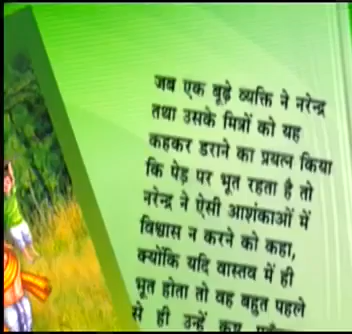 जब एक बूढ़े व्यक्ति ने नरेन्द्र
तथा उसके मित्रों को यह
कहकर डराने का प्रयत्न किया
कि पेड़ पर भूत रहता है तो
नरेन्द्र ने ऐसी आशंकाओं में
विश्वास न करने को कहा,
क्योंकि यदि वास्तव में ही
भूत होता तो वह बहुत पहले
से ही उन्हें